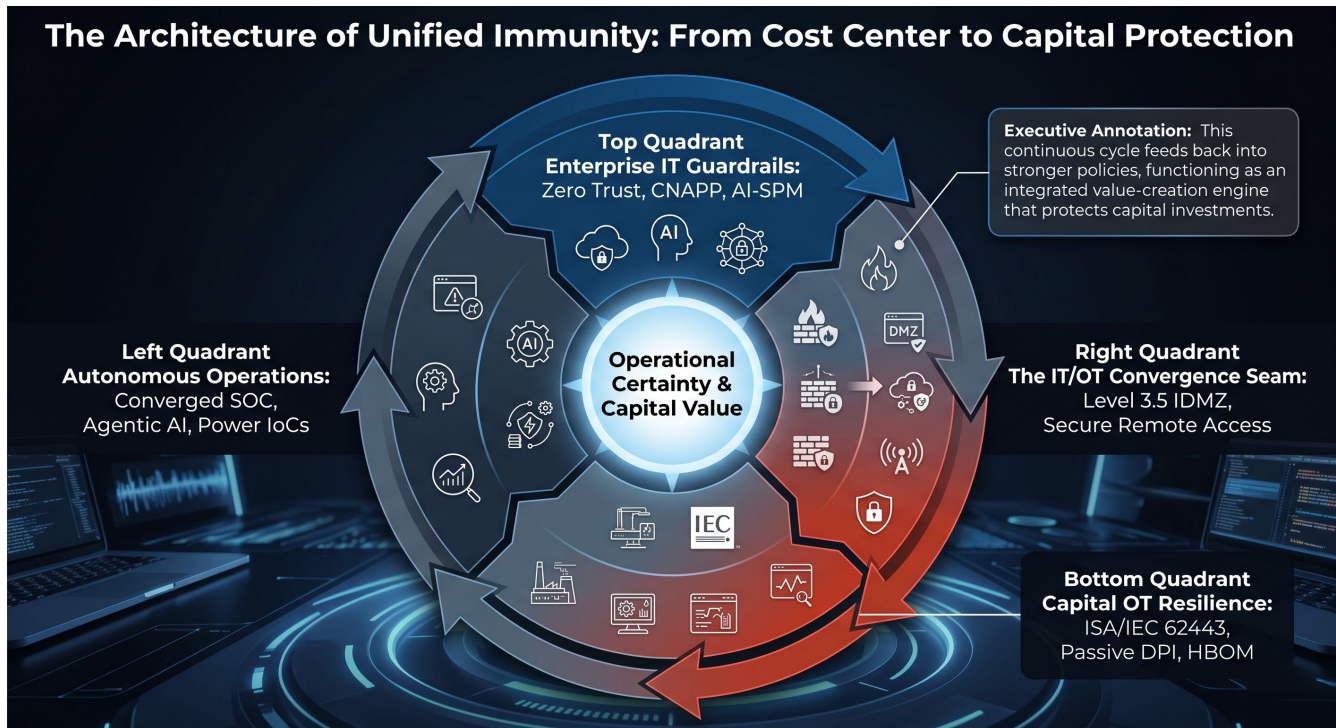 The Architecture of Unified Immunity: From Cost Center to Capital Protection
Top Quadrant
Enterprise IT Guardrails:
Zero Trust, CNAPP, AI-SPM
AI
Executive Annotation: This
continuous cycle feeds back into
stronger policies, functioning as an
integrated value-creation engine
that protects capital investments.
DMZ
AI
Operational
Certainty &
Capital Value
Left Quadrant
Autonomous Operations:
Converged SOC,
Agentic AI, Power IoCs
Right Quadrant
The IT/OT Convergence Seam:
Level 3.5 IDMZ,
Secure Remote Access
IEC
Bottom Quadrant
Capital OT Resilience:
ISA/IEC 62443,
Passive DPI, HBOM